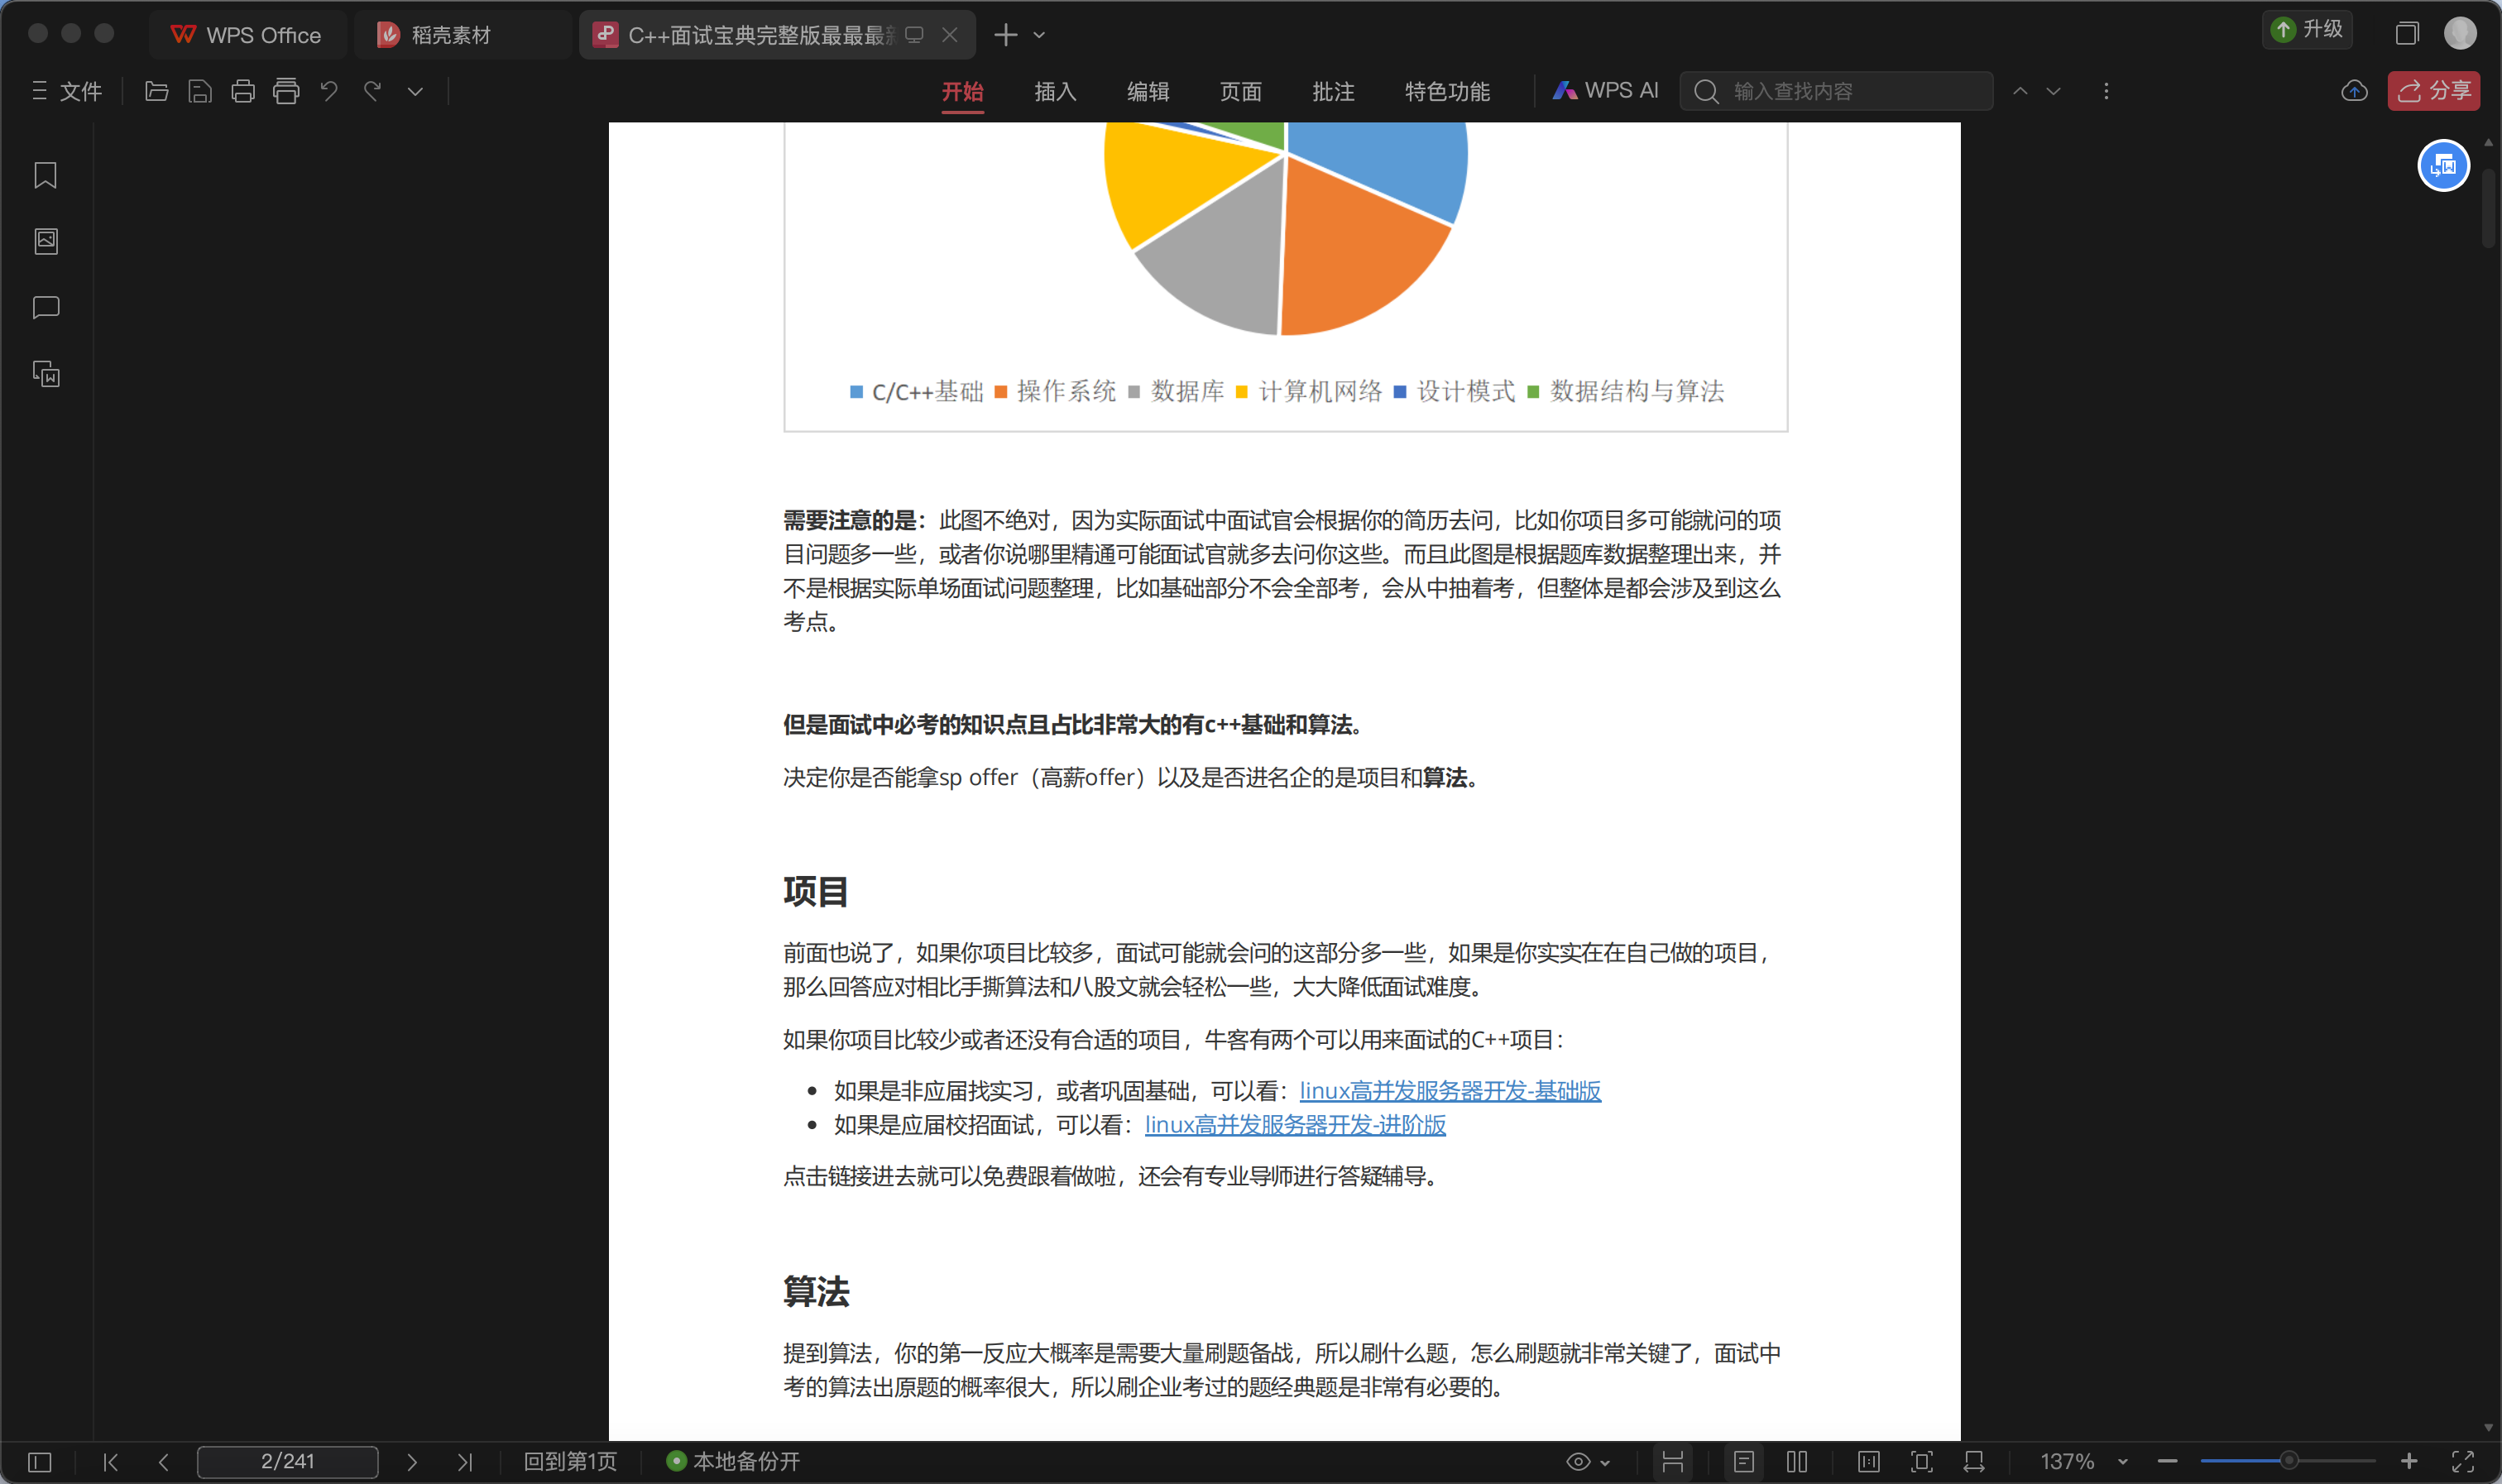 WPS Office
稻壳素材
C++面试宝典完整版最最最
升级
文件
开始
插入
编辑
页面
批注
特色功能
WPS AI
输入查找内容
分享
C/C++基础 操作系统 数据库 计算机网络 设计模式 数据结构与算法
需要注意的是：此图不绝对，因为实际面试中面试官会根据你的简历去问，比如你项目多可能就问的项
目问题多一些，或者你说哪里精通可能面试官就多去问你这些。而且此图是根据题库数据整理出来，并
不是根据实际单场面试问题整理，比如基础部分不会全部考，会从中抽着考，但整体是都会涉及到这么
考点。
但是面试中必考的知识点且占比非常大的有c++基础和算法。
决定你是否能拿sp offer（高薪offer）以及是否进名企的是项目和算法。
项目
前面也说了，如果你项目比较多，面试可能就会问的这部分多一些，如果是你实实在在自己做的项目，
那么回答应对相比手撕算法和八股文就会轻松一些，大大降低面试难度。
如果你项目比较少或者还没有合适的项目，牛客有两个可以用来面试的C++项目：
• 如果是非应届找实习，或者巩固基础，可以看：linux高并发服务器开发-基础版
• 如果是应届校招面试，可以看：linux高并发服务器开发-进阶版
点击链接进去就可以免费跟着做啦，还会有专业导师进行答疑辅导。
算法
提到算法，你的第一反应大概率是需要大量刷题备战，所以刷什么题，怎么刷题就非常关键了，面试中
考的算法出原题的概率很大，所以刷企业考过的题经典题是非常有必要的。
2/241
回到第1页
本地备份开
137%